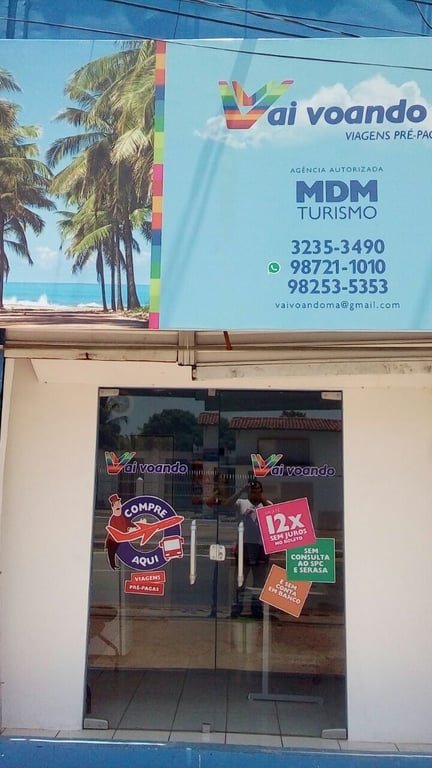 Vai voando
VIAGENS PRÉ-PAG
AGÊNCIA AUTORIZADA
MDM
TURISMO
3235-3490
98721-1010
98253-5353
vaivoandoma@gmail.com
Vai voando
Vai voando
COMPRE
AQUI
VIAGENS
PRÉ-PAGAS
12x
SEM JUROS
NO BOLETO
SEM
CONSULTA
AO SPC
E SERASA
E SEM
CONTA
EM BANCO